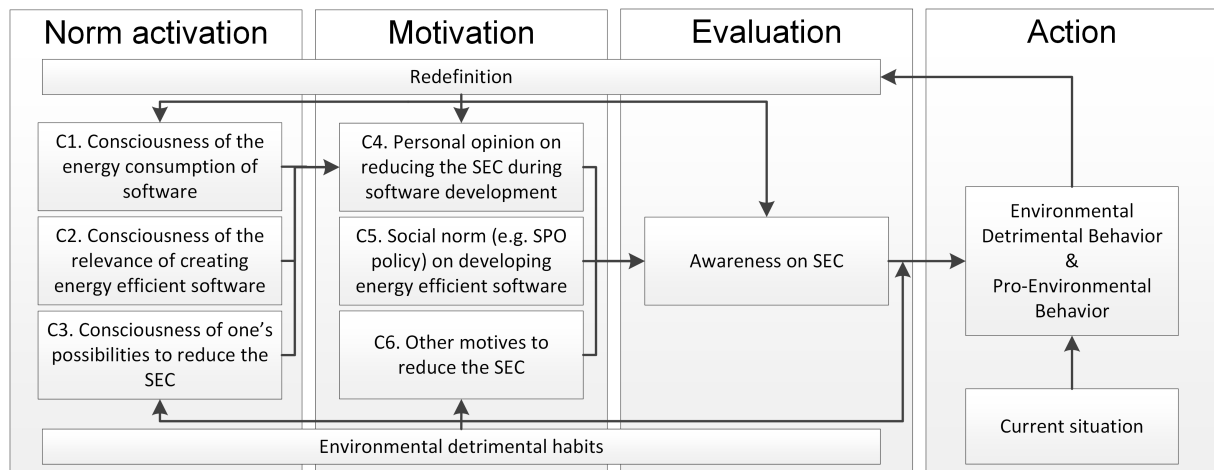 Norm activation
Motivation
Evaluation
Action
Redefinition
C1. Consciousness of the
energy consumption of
software
C2. Consciousness of the
relevance of creating
energy efficient software
C3. Consciousness of one’s
possibilities to reduce the
SEC
C4. Personal opinion on
reducing the SEC during
software development
C5. Social norm (e.g. SPO
policy) on developing
energy efficient software
C6. Other motives to
reduce the SEC
Awareness on SEC
Environmental
Detrimental Behavior
&
Pro-Environmental
Behavior
Current situation
Environmental detrimental habits